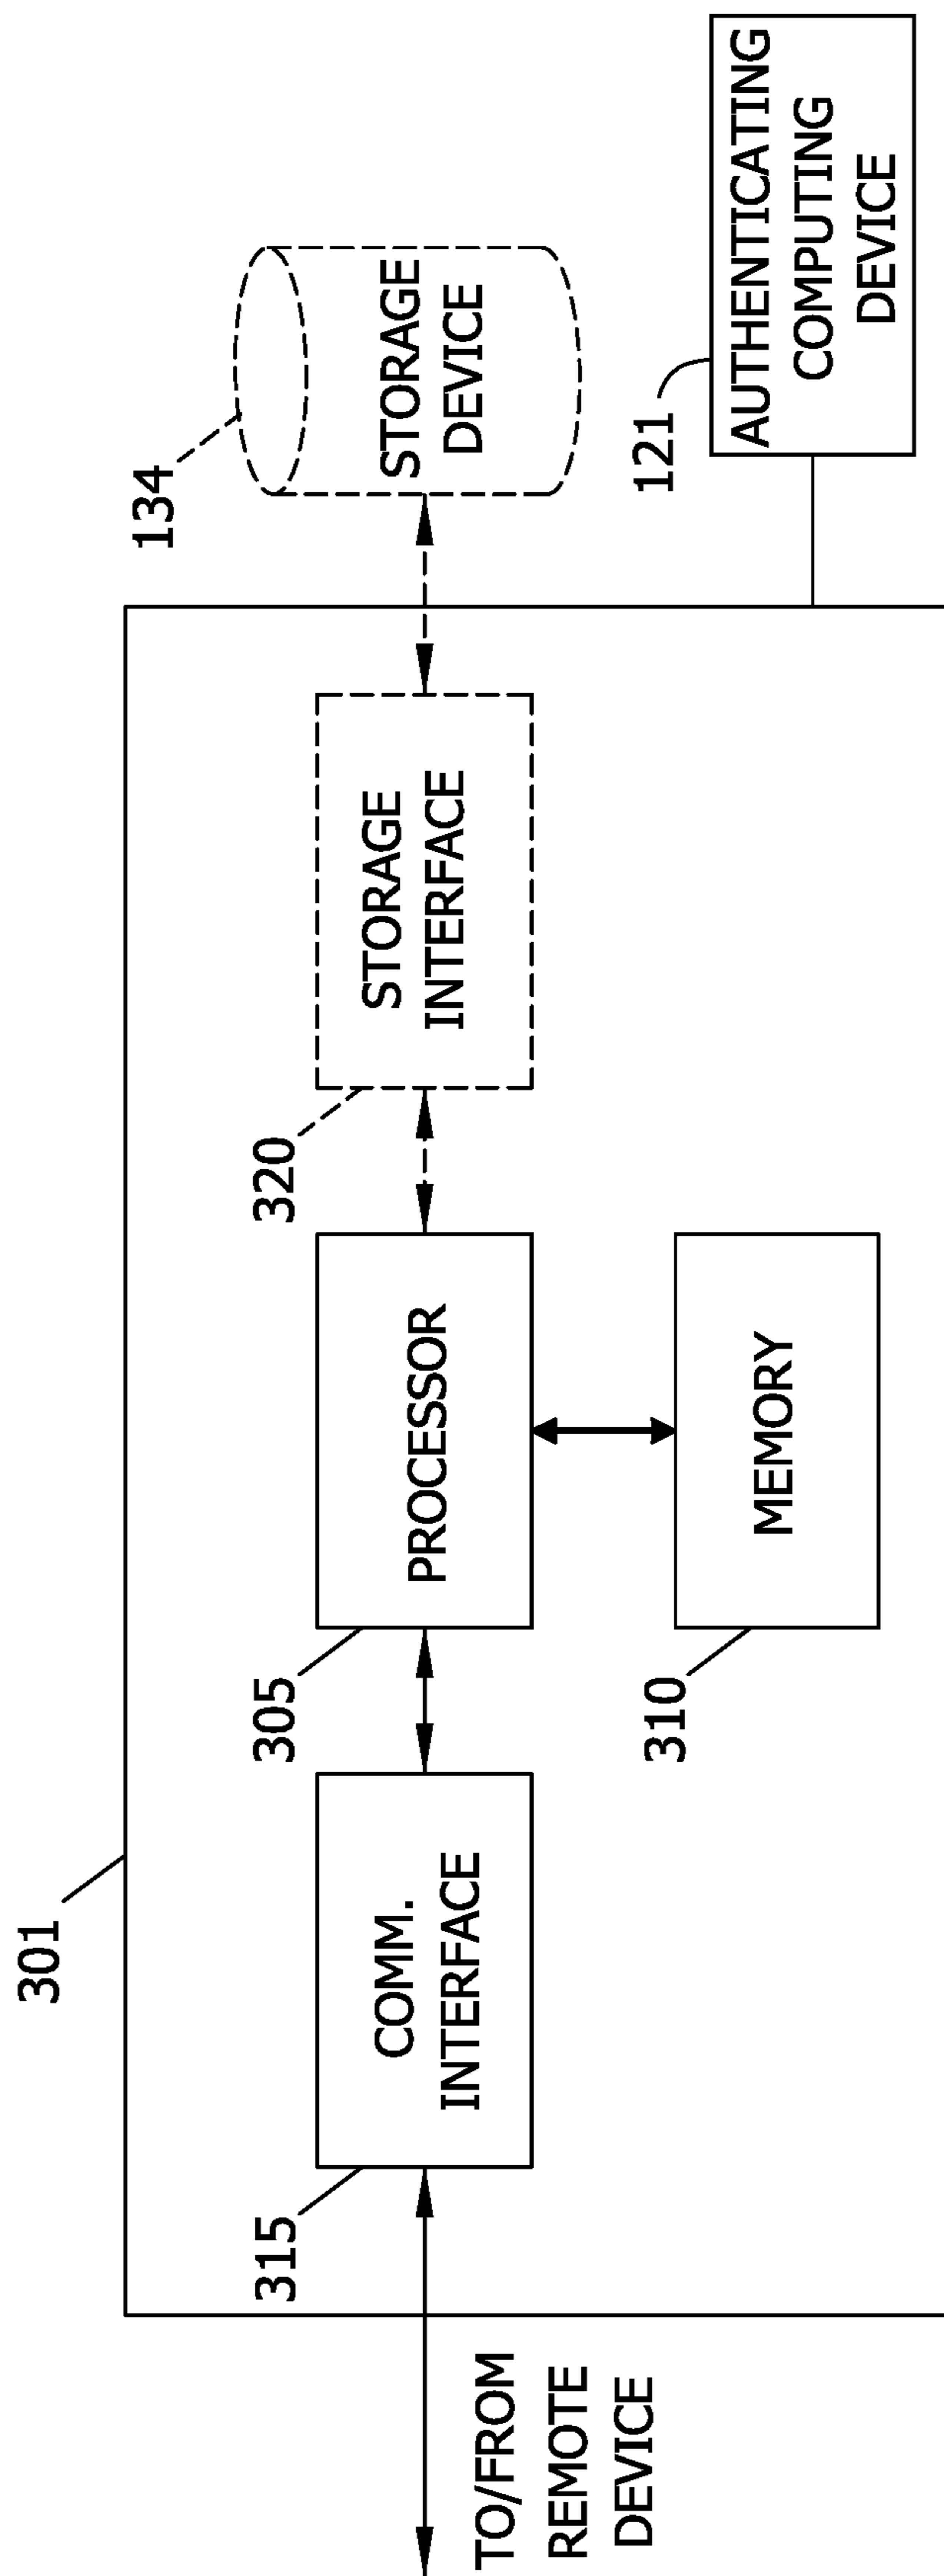 301
315
COMM.
INTERFACE
TO/FROM
REMOTE
DEVICE
305
PROCESSOR
310
MEMORY
320
STORAGE
INTERFACE
134
STORAGE
DEVICE
121
AUTHENTICATING
COMPUTING
DEVICE